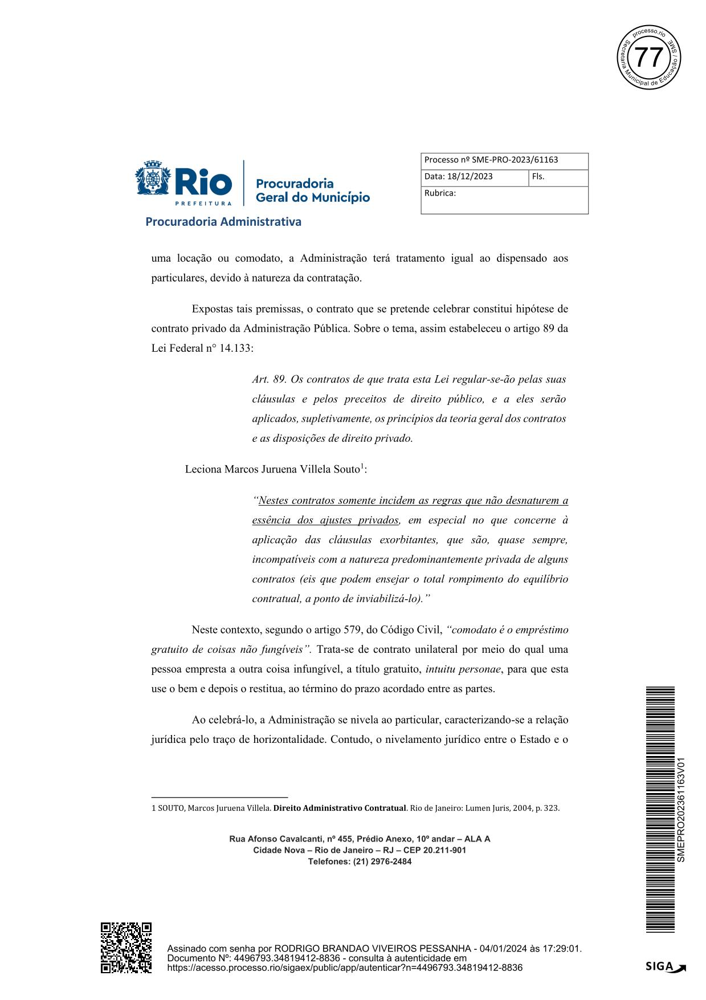 processo.rio
SME / Secretaria Municipal de Educação
77
Processo nº SME-PRO-2023/61163
Data: 18/12/2023 Fls.
Rubrica:
Rio
PREFEITURA
Procuradoria
Geral do Município
Procuradoria Administrativa
uma locação ou comodato, a Administração terá tratamento igual ao dispensado aos
particulares, devido à natureza da contratação.
Expostas tais premissas, o contrato que se pretende celebrar constitui hipótese de
contrato privado da Administração Pública. Sobre o tema, assim estabeleceu o artigo 89 da
Lei Federal n° 14.133:
Art. 89. Os contratos de que trata esta Lei regular-se-ão pelas suas
cláusulas e pelos preceitos de direito público, e a eles serão
aplicados, supletivamente, os princípios da teoria geral dos contratos
e as disposições de direito privado.
Leciona Marcos Juruena Villela Souto1:
“Nestes contratos somente incidem as regras que não desnaturem a
essência dos ajustes privados, em especial no que concerne à
aplicação das cláusulas exorbitantes, que são, quase sempre,
incompatíveis com a natureza predominantemente privada de alguns
contratos (eis que podem ensejar o total rompimento do equilíbrio
contratual, a ponto de inviabilizá-lo).”
Neste contexto, segundo o artigo 579, do Código Civil, “comodato é o empréstimo
gratuito de coisas não fungíveis”. Trata-se de contrato unilateral por meio do qual uma
pessoa empresta a outra coisa infungível, a título gratuito, intuitu personae, para que esta
use o bem e depois o restitua, ao término do prazo acordado entre as partes.
Ao celebrá-lo, a Administração se nivela ao particular, caracterizando-se a relação
jurídica pelo traço de horizontalidade. Contudo, o nivelamento jurídico entre o Estado e o
1 SOUTO, Marcos Juruena Villela. Direito Administrativo Contratual. Rio de Janeiro: Lumen Juris, 2004, p. 323.
Rua Afonso Cavalcanti, nº 455, Prédio Anexo, 10º andar – ALA A
Cidade Nova – Rio de Janeiro – RJ – CEP 20.211-901
Telefones: (21) 2976-2484
SMEPRO202361163V01
Assinado com senha por RODRIGO BRANDAO VIVEIROS PESSANHA - 04/01/2024 às 17:29:01.
Documento Nº: 4496793.34819412-8836 - consulta à autenticidade em
https://acesso.processo.rio/sigaex/public/app/autenticar?n=4496793.34819412-8836
SIGA